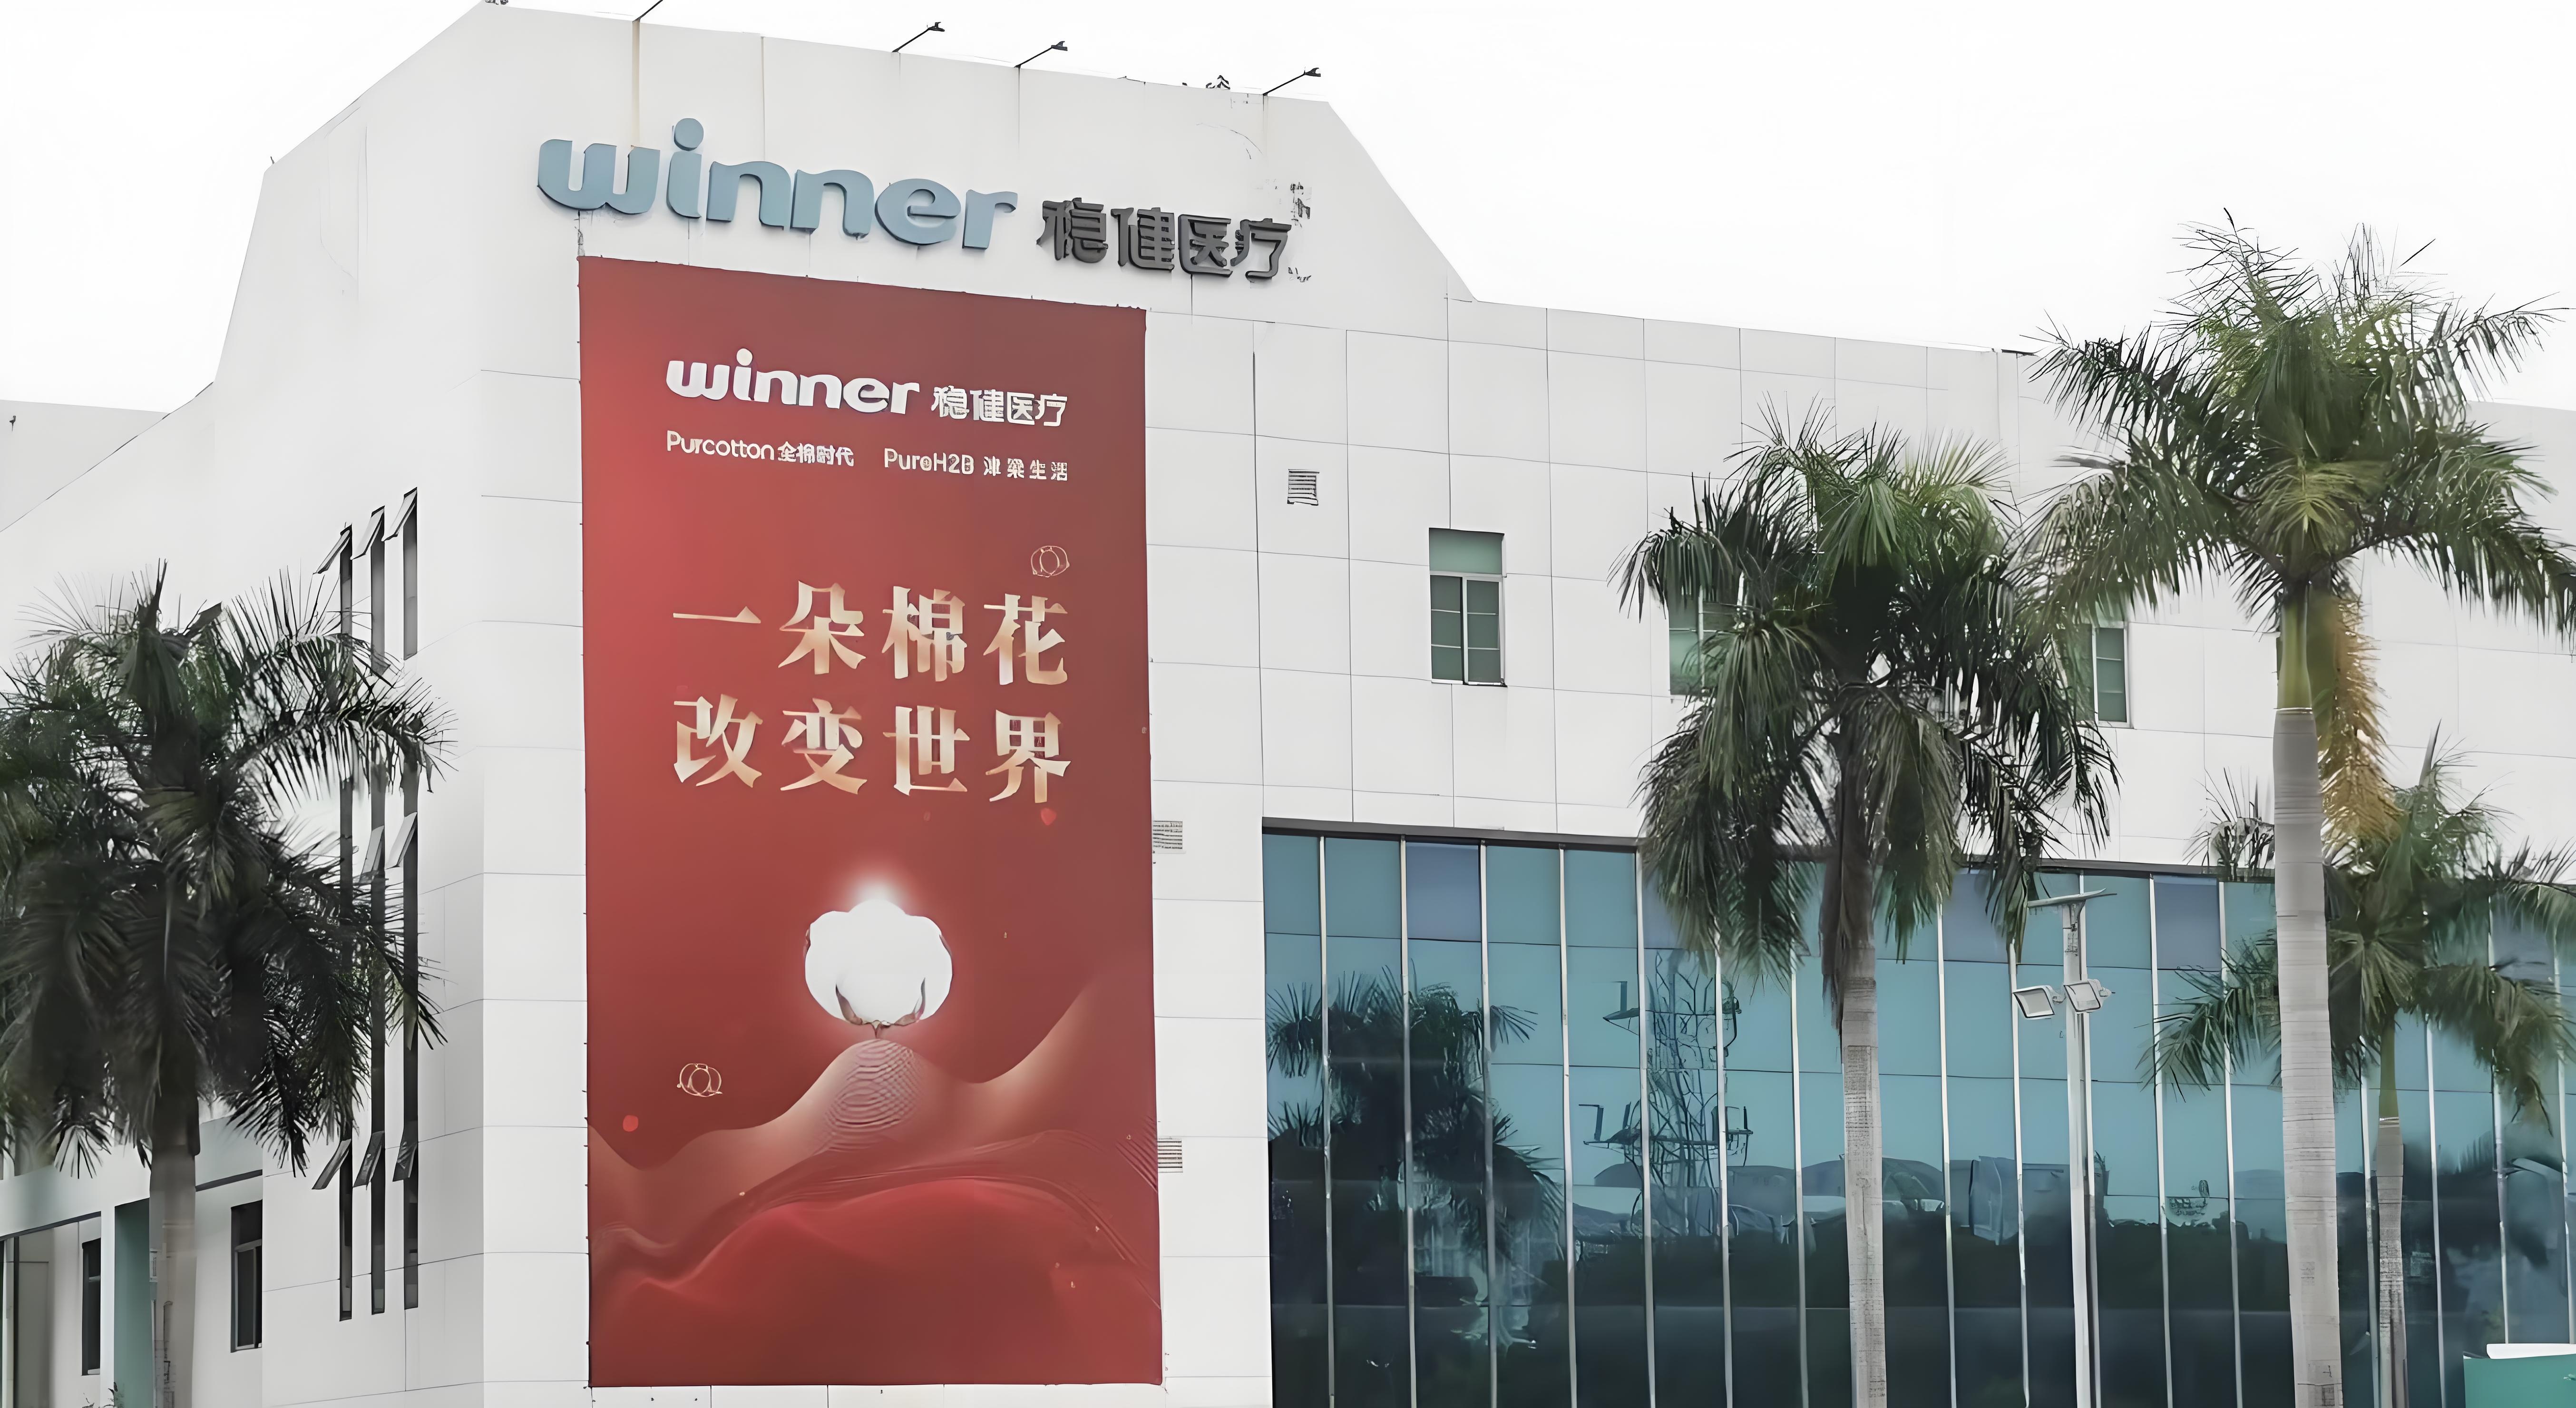 winner 稳健医疗
winner 稳健医疗
Purcotton 全棉时代 PureH2B 津梁生活
一朵棉花
改变世界